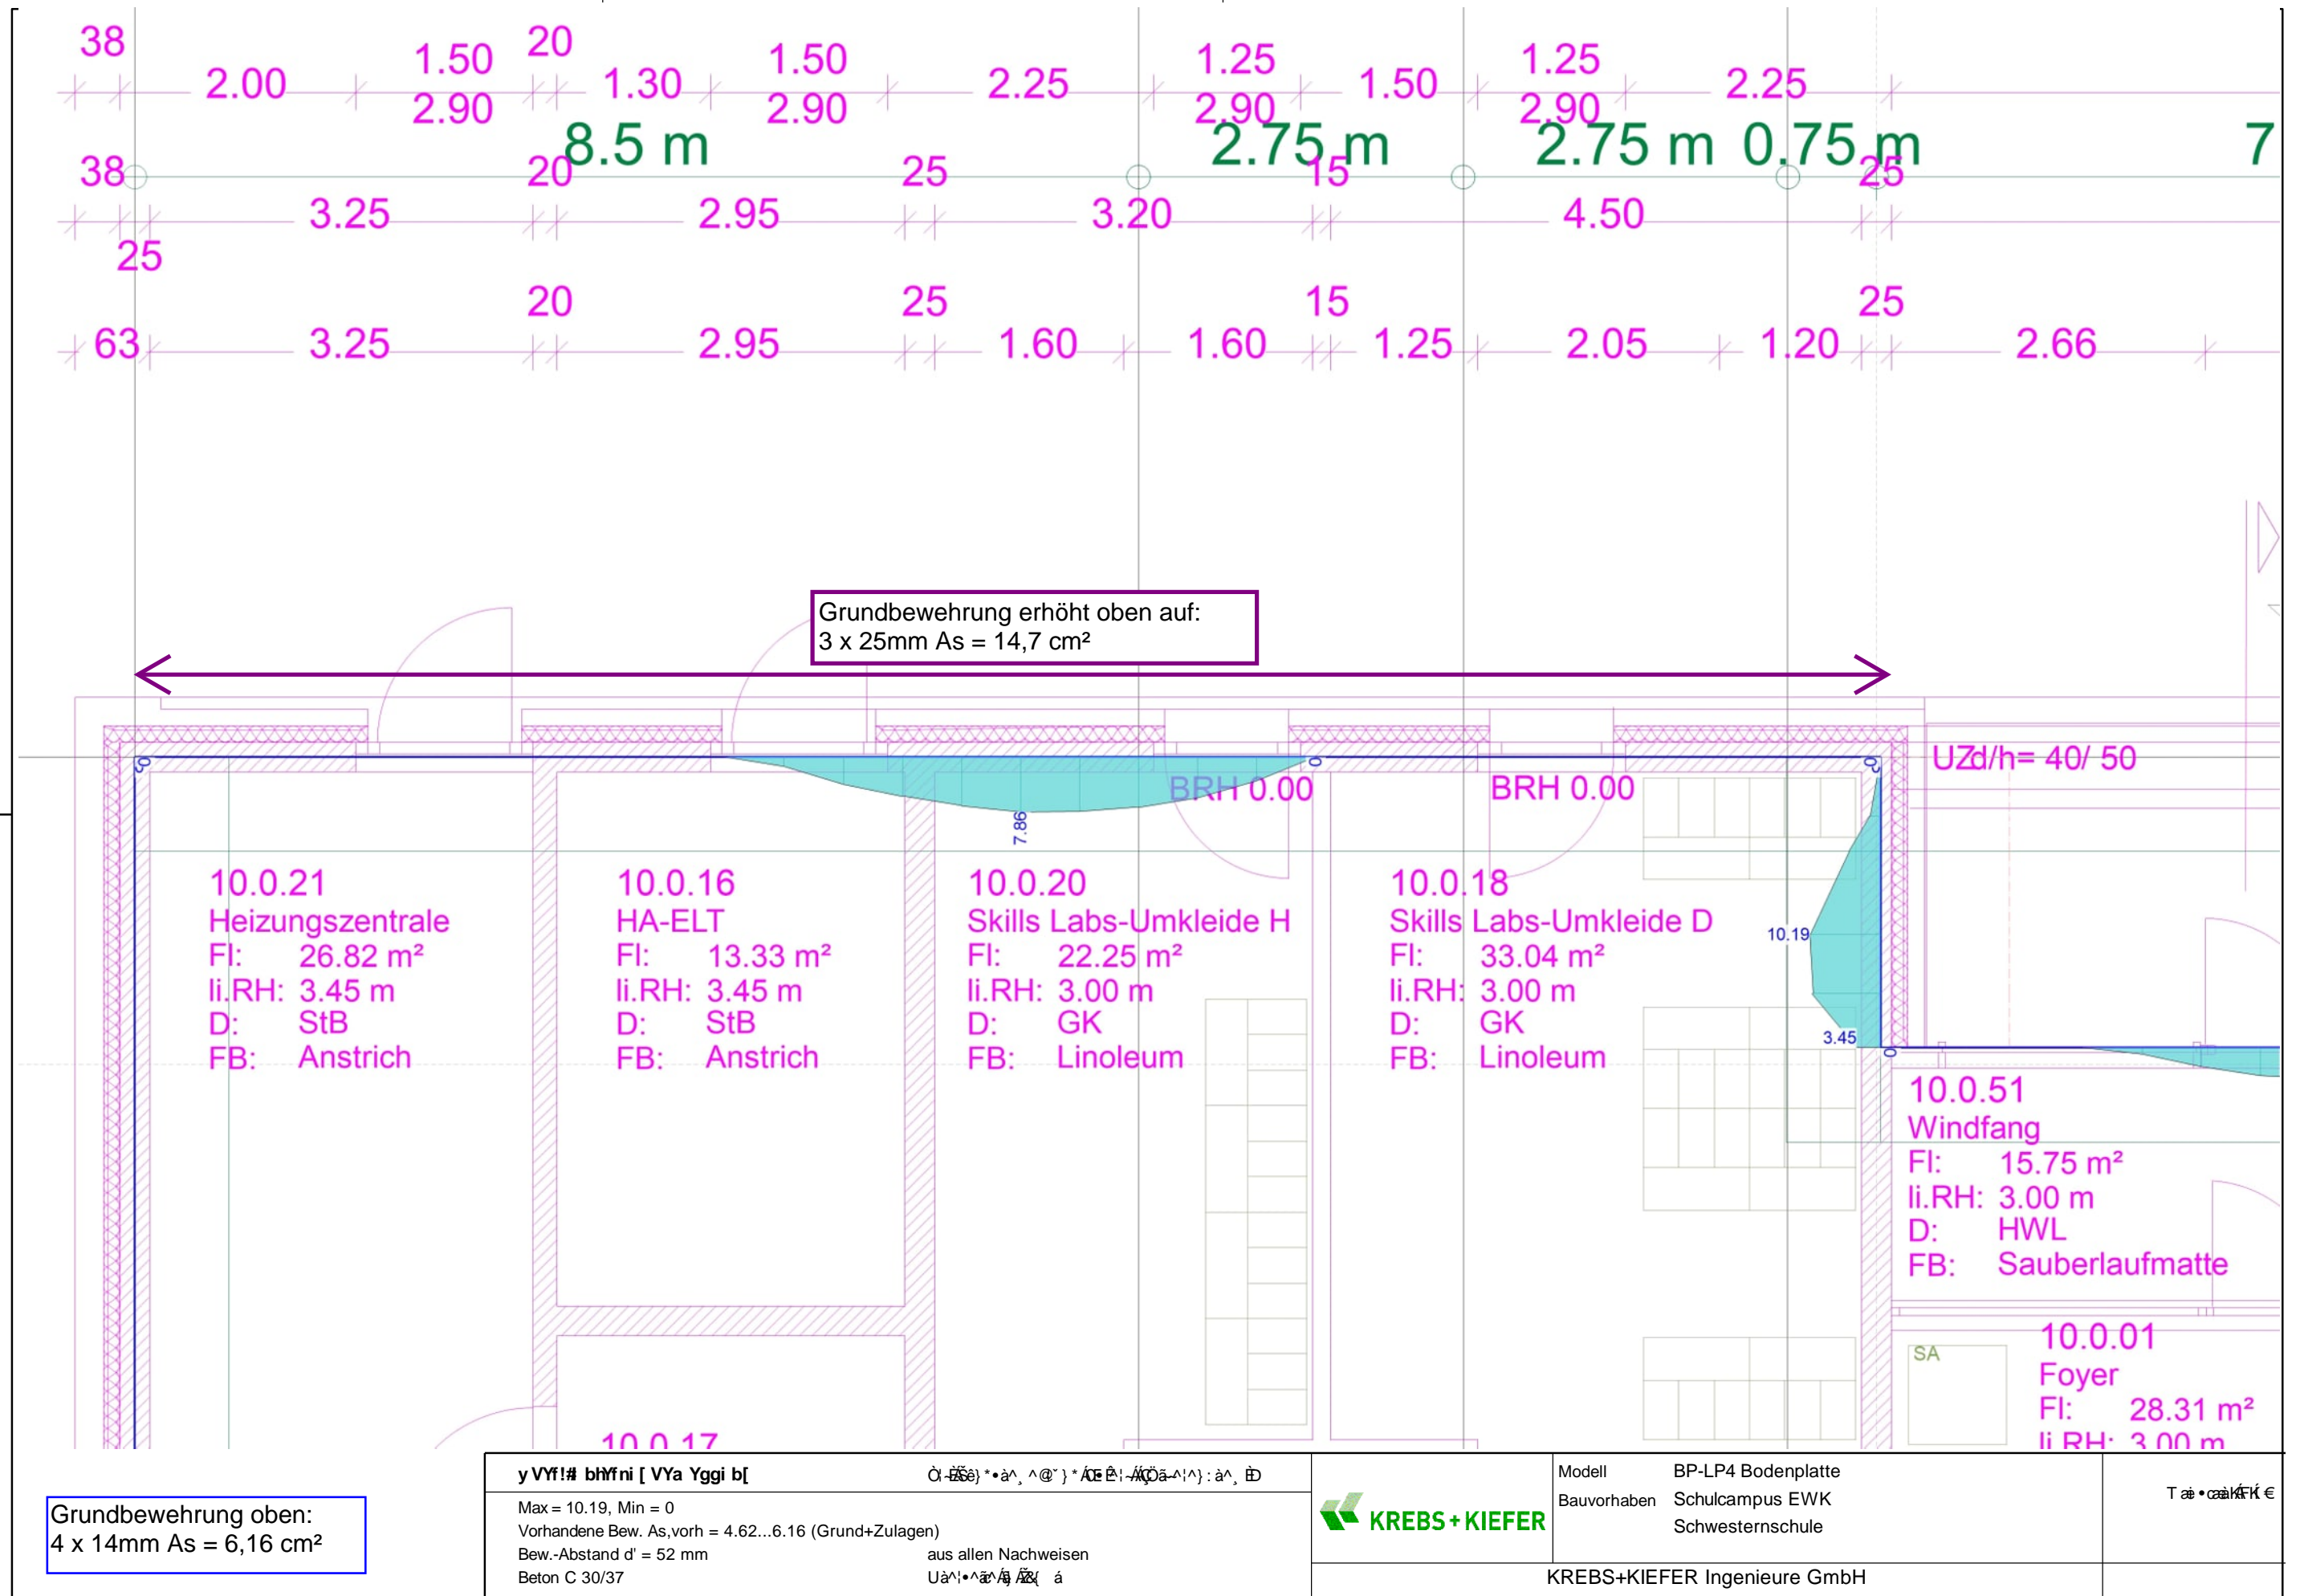 38 1.50 20 1.50 1.25 1.25
2.00 1.30 2.25 1.50 2.25
2.90 2.90 2.90 2.90
8.5 m 2.75 m 2.75 m 0.75 m 7
38 20 25 15 25
3.25 2.95 3.20 4.50
25
20 25 15 25
63 3.25 2.95 1.60 1.60 1.25 2.05 1.20 2.66
Grundbewehrung erhöht oben auf:
3 x 25mm As = 14,7 cm²
UZd/h= 40/ 50
0 0
BRH 0.00 BRH 0.00
7.86
10.0.21
Heizungszentrale
Fl: 26.82 m²
li.RH: 3.45 m
D: StB
FB: Anstrich
10.0.16
HA-ELT
Fl: 13.33 m²
li.RH: 3.45 m
D: StB
FB: Anstrich
10.0.20
Skills Labs-Umkleide H
Fl: 22.25 m²
li.RH: 3.00 m
D: GK
FB: Linoleum
10.0.18
Skills Labs-Umkleide D
Fl: 33.04 m²
li.RH: 3.00 m
D: GK
FB: Linoleum
10.19
3.45
0
10.0.51
Windfang
Fl: 15.75 m²
li.RH: 3.00 m
D: HWL
FB: Sauberlaufmatte
SA
10.0.01
Foyer
Fl: 28.31 m²
li.RH: 3.00 m
10.0.17
Grundbewehrung oben:
4 x 14mm As = 6,16 cm²
Max = 10.19, Min = 0
Vorhandene Bew. As,vorh = 4.62...6.16 (Grund+Zulagen)
Bew.-Abstand d' = 52 mm aus allen Nachweisen
Beton C 30/37
KREBS+KIEFER
Modell BP-LP4 Bodenplatte
Bauvorhaben Schulcampus EWK
Schwesternschule
KREBS+KIEFER Ingenieure GmbH